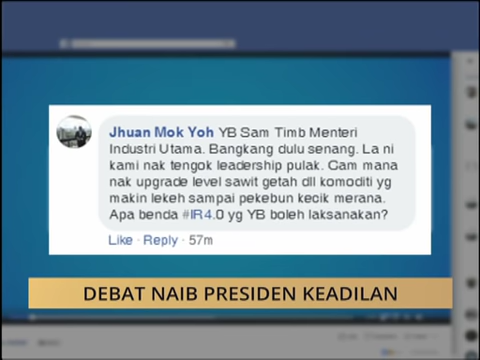 Jhuan Mok Yoh YB Sam Timb Menteri
Industri Utama. Bangkang dulu senang. La ni
kami nak tengok leadership pulak. Cam mana
nak upgrade level sawit getah dll komoditi yg
makin lekeh sampai pekebun kecik merana.
Apa benda #IR4.0 yg YB boleh laksanakan?
Like · Reply · 57m
DEBAT NAIB PRESIDEN KEADILAN